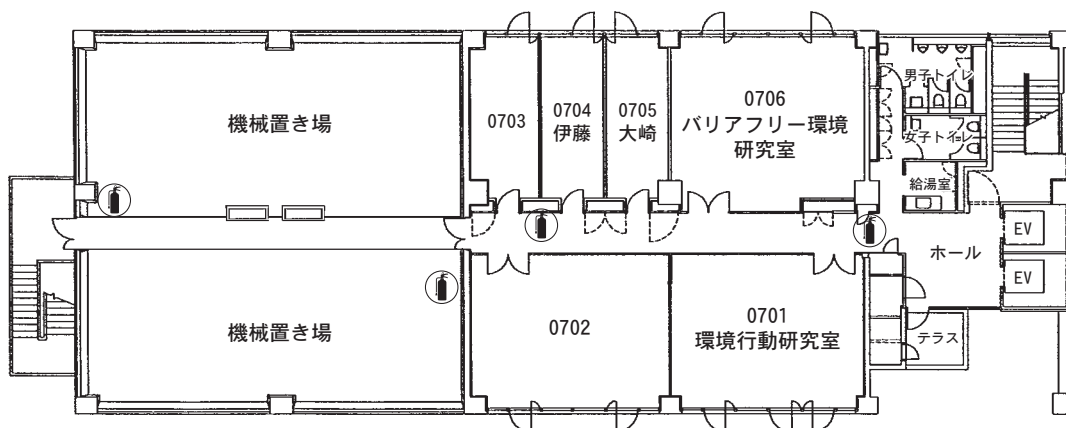 機械置き場
0703
0704
伊藤
0705
大崎
0706
バリアフリー環境
研究室
男子トイレ
女子トイレ
給湯室
EV
ホール
EV
機械置き場
0702
0701
環境行動研究室
テラス